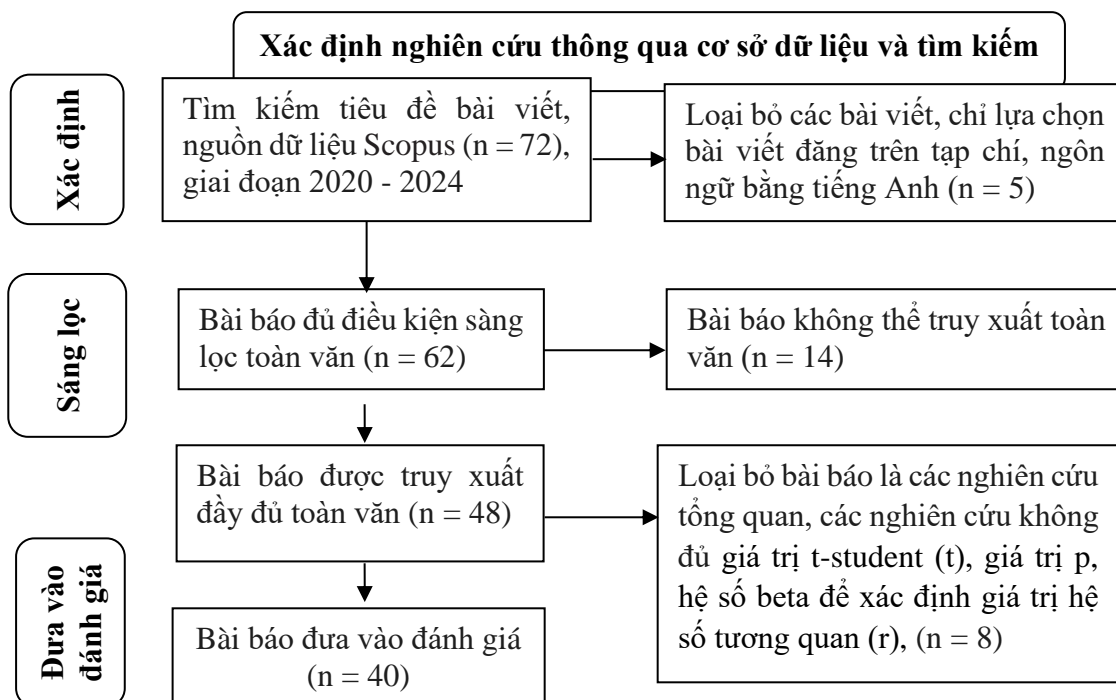 Xác định nghiên cứu thông qua cơ sở dữ liệu và tìm kiếm
Xác định
Tìm kiếm tiêu đề bài viết,
nguồn dữ liệu Scopus (n = 72),
giai đoạn 2020 - 2024
Loại bỏ các bài viết, chỉ lựa chọn
bài viết đăng trên tạp chí, ngôn
ngữ bằng tiếng Anh (n = 5)
Sáng lọc
Bài báo đủ điều kiện sàng
lọc toàn văn (n = 62)
Bài báo không thể truy xuất toàn
văn (n = 14)
Bài báo được truy xuất
đầy đủ toàn văn (n = 48)
Loại bỏ bài báo là các nghiên cứu
tổng quan, các nghiên cứu không
đủ giá trị t-student (t), giá trị p,
hệ số beta để xác định giá trị hệ
số tương quan (r), (n = 8)
Đưa vào
đánh giá
Bài báo đưa vào đánh giá
(n = 40)